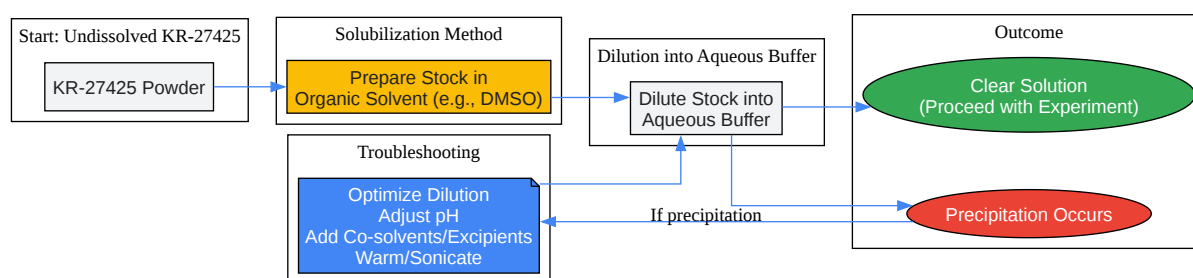 Start: Undissolved KR-27425
KR-27425 Powder
Solubilization Method
Prepare Stock in
Organic Solvent (e.g., DMSO)
Dilution into Aqueous Buffer
Dilute Stock into
Aqueous Buffer
Outcome
Clear Solution
(Proceed with Experiment)
Precipitation Occurs
If precipitation
Troubleshooting
Optimize Dilution
Adjust pH
Add Co-solvents/Excipients
Warm/Sonicate